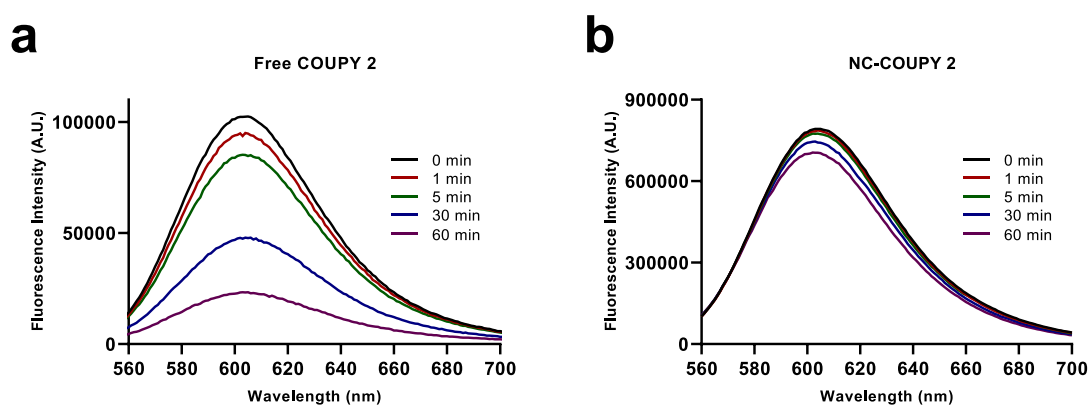 a
Free COUPY 2
Fluorescence Intensity (A.U.)
100000
50000
0
560 580 600 620 640 660 680 700
Wavelength (nm)
0 min
1 min
5 min
30 min
60 min
b
NC-COUPY 2
Fluorescence Intensity (A.U.)
900000
600000
300000
0
560 580 600 620 640 660 680 700
Wavelength (nm)
0 min
1 min
5 min
30 min
60 min